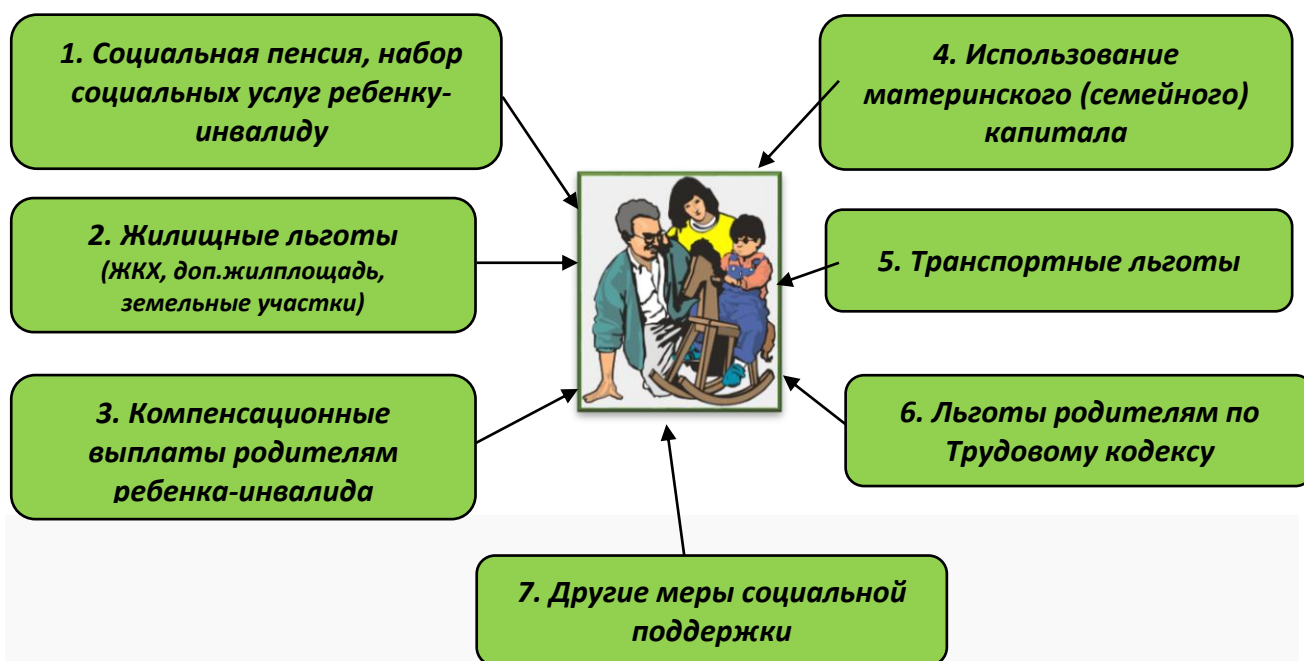 1. Социальная пенсия, набор
социальных услуг ребенку-
инвалиду
2. Жилищные льготы
(ЖКХ, доп.жилплощадь,
земельные участки)
3. Компенсационные
выплаты родителям
ребенка-инвалида
4. Использование
материнского (семейного)
капитала
5. Транспортные льготы
6. Льготы родителям по
Трудовому кодексу
7. Другие меры социальной
поддержки